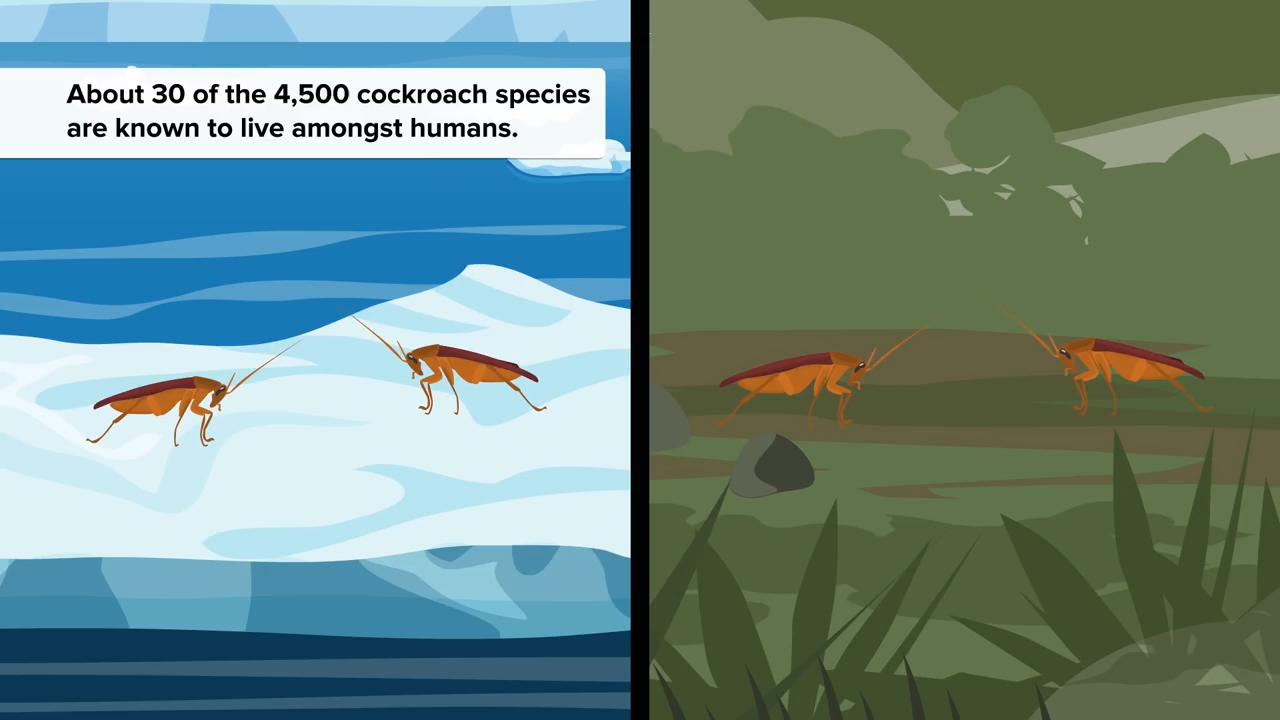 About 30 of the 4,500 cockroach species
are known to live amongst humans.